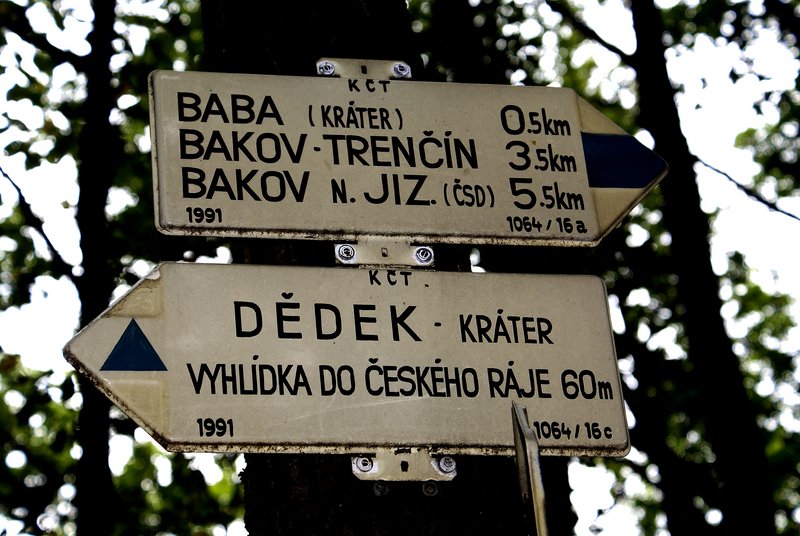 KČT
BABA (KRÁTER) 0.5km
BAKOV-TRENČÍN 3.5km
BAKOV N. JIZ. (ČSD) 5.5km
1991 1064/16a
KČT
DĚDEK - KRÁTER
VYHLÍDKA DO ČESKÉHO RÁJE 60m
1991 1064/16c